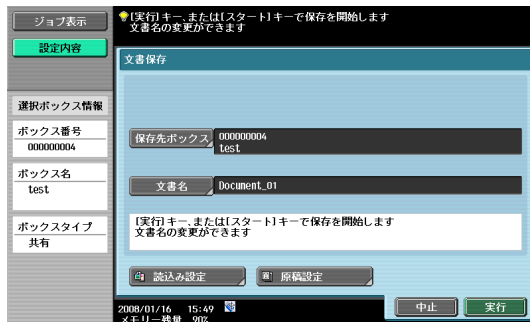 ジョブ表示
設定内容
選択ボックス情報
ボックス番号
000000004
ボックス名
test
ボックスタイプ
共有
[実行]キー、または[スタート]キーで保存を開始します
文書名の変更ができます
文書保存
保存先ボックス
000000004
test
文書名
Document_01
[実行]キー、または[スタート]キーで保存を開始します
文書名の変更ができます
読込み設定
原稿設定
2008/01/16 15:49
メモリー残量 90%
中止
実行